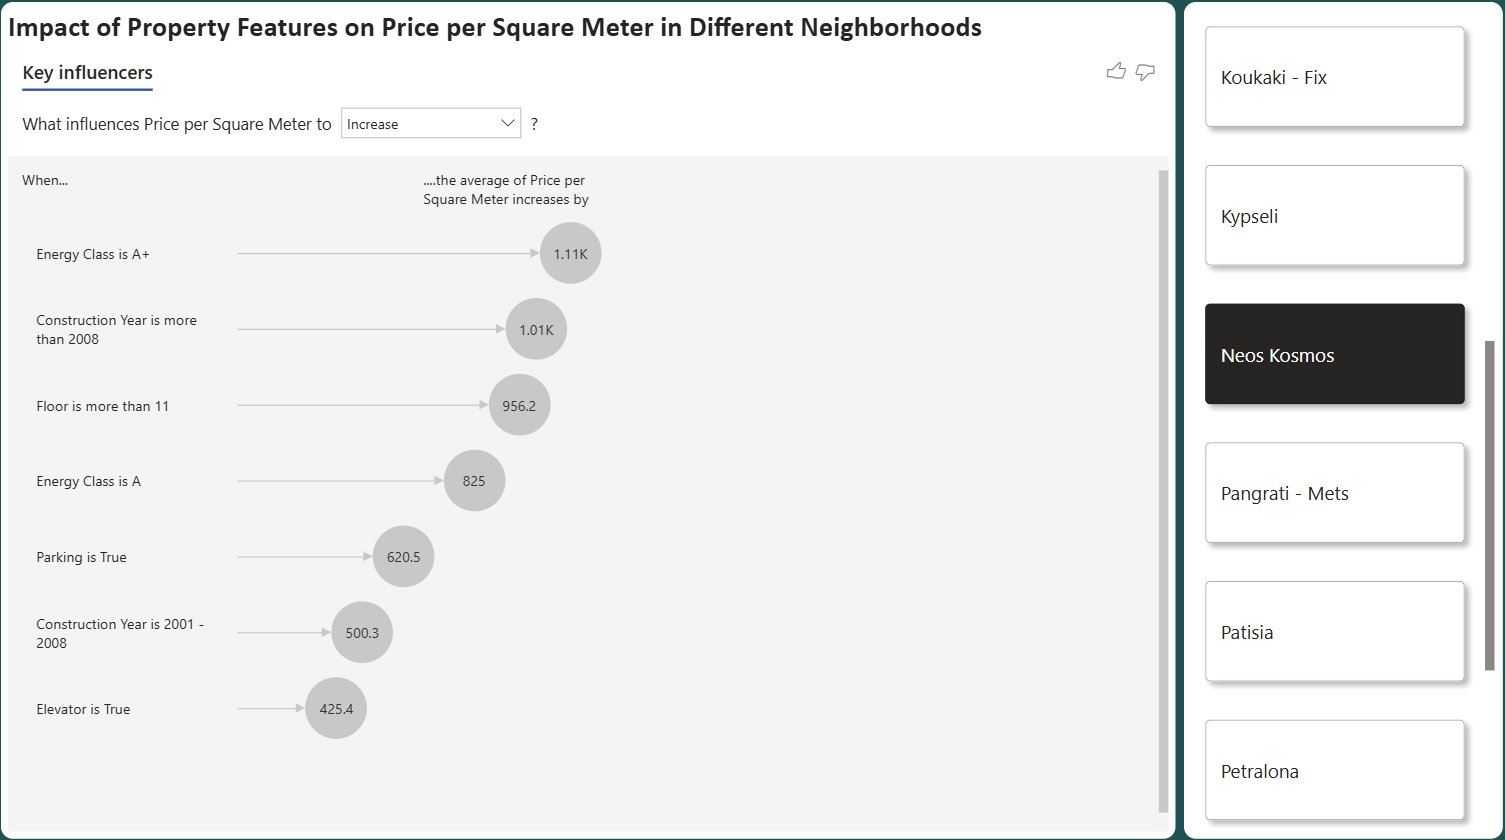 Impact of Property Features on Price per Square Meter in Different Neighborhoods
Key influencers
What influences Price per Square Meter to
Increase
?
When...
....the average of Price per
Square Meter increases by
Energy Class is A+
1.11K
Construction Year is more
than 2008
1.01K
Floor is more than 11
956.2
Energy Class is A
825
Parking is True
620.5
Construction Year is 2001 -
2008
500.3
Elevator is True
425.4
Koukaki - Fix
Kypseli
Neos Kosmos
Pangrati - Mets
Patisia
Petralona